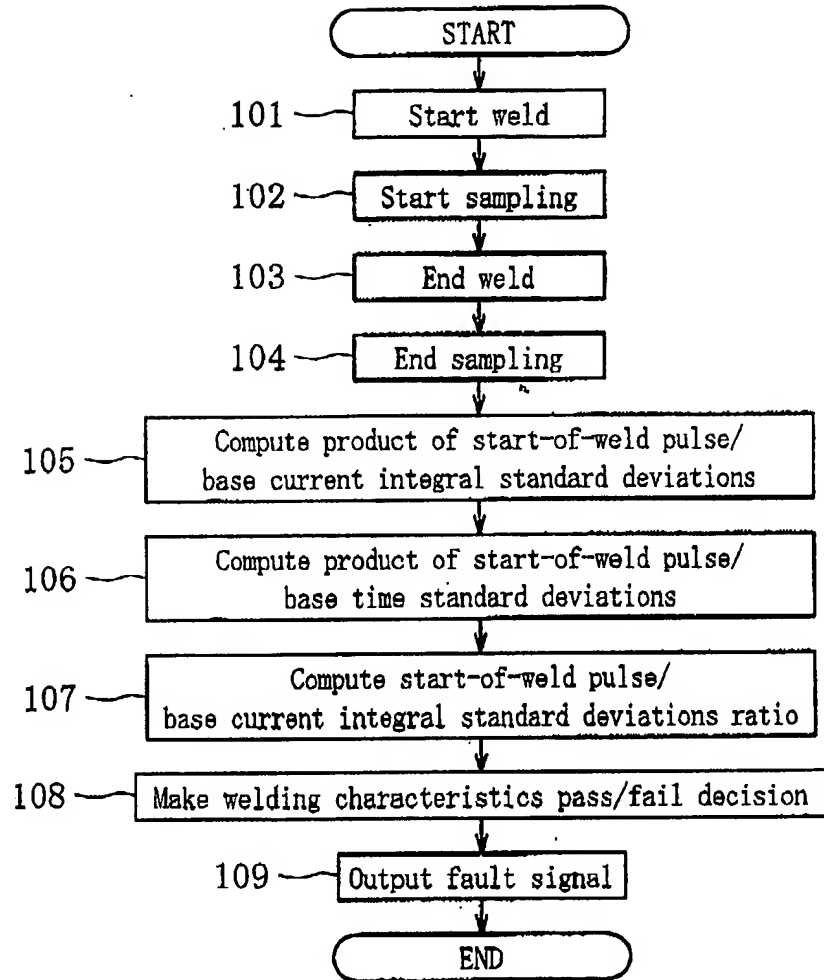 START
101 Start weld
102 Start sampling
103 End weld
104 End sampling
105 Compute product of start-of-weld pulse/
base current integral standard deviations
106 Compute product of start-of-weld pulse/
base time standard deviations
107 Compute start-of-weld pulse/
base current integral standard deviations ratio
108 Make welding characteristics pass/fail decision
109 Output fault signal
END